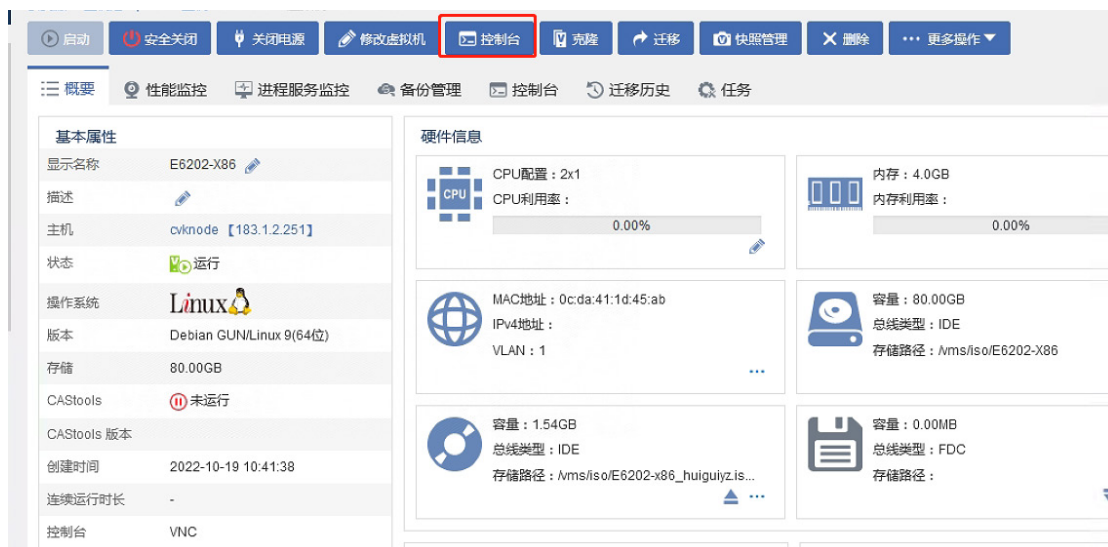 启动 安全关闭 关闭电源 修改虚拟机 控制台 克隆 迁移 快照管理 删除 ••• 更多操作
概要 性能监控 进程服务监控 备份管理 控制台 迁移历史 任务
基本属性
显示名称 E6202-X86
描述
主机 cvknode【183.1.2.251】
状态 运行
操作系统 Linux
版本 Debian GUN/Linux 9(64位)
存储 80.00GB
CAStools 未运行
CAStools 版本
创建时间 2022-10-19 10:41:38
连续运行时长 -
控制台 VNC
硬件信息
CPU
CPU配置：2x1
CPU利用率：
0.00%
内存：4.0GB
内存利用率：
0.00%
MAC地址：0c:da:41:1d:45:ab
IPv4地址：
VLAN：1
容量：80.00GB
总线类型：IDE
存储路径：/vms/iso/E6202-X86
容量：1.54GB
总线类型：IDE
存储路径：/vms/iso/E6202-x86_huiguiyz.is...
容量：0.00MB
总线类型：FDC
存储路径：